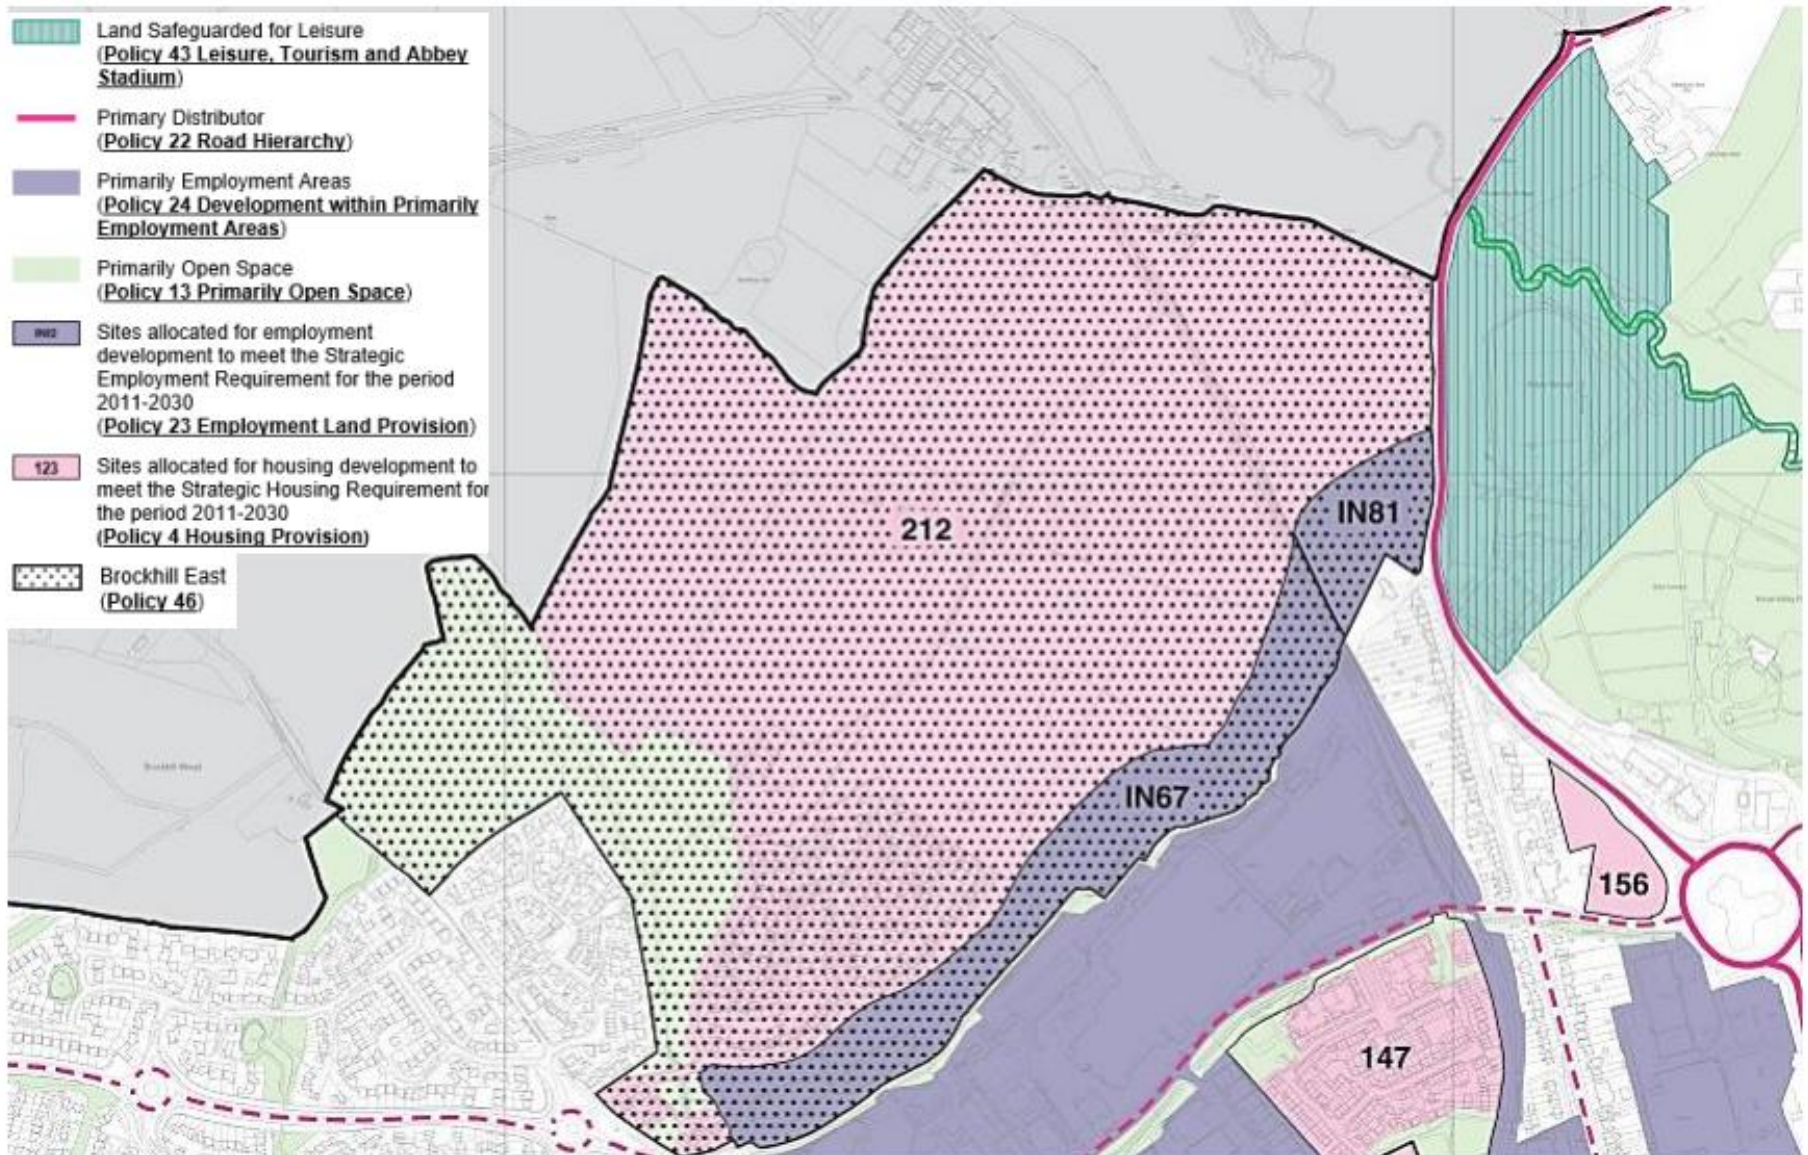 Land Safeguarded for Leisure
(Policy 43 Leisure, Tourism and Abbey
Stadium)
Primary Distributor
(Policy 22 Road Hierarchy)
Primarily Employment Areas
(Policy 24 Development within Primarily
Employment Areas)
Primarily Open Space
(Policy 13 Primarily Open Space)
IN82
Sites allocated for employment
development to meet the Strategic
Employment Requirement for the period
2011-2030
(Policy 23 Employment Land Provision)
123
Sites allocated for housing development to
meet the Strategic Housing Requirement for
the period 2011-2030
(Policy 4 Housing Provision)
Brockhill East
(Policy 46)
212
IN81
IN67
156
147
Brockhill Wood